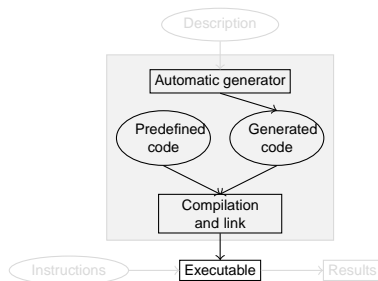 Description
Automatic generator
Predefined
code
Generated
code
Compilation
and link
Instructions
Executable
Results